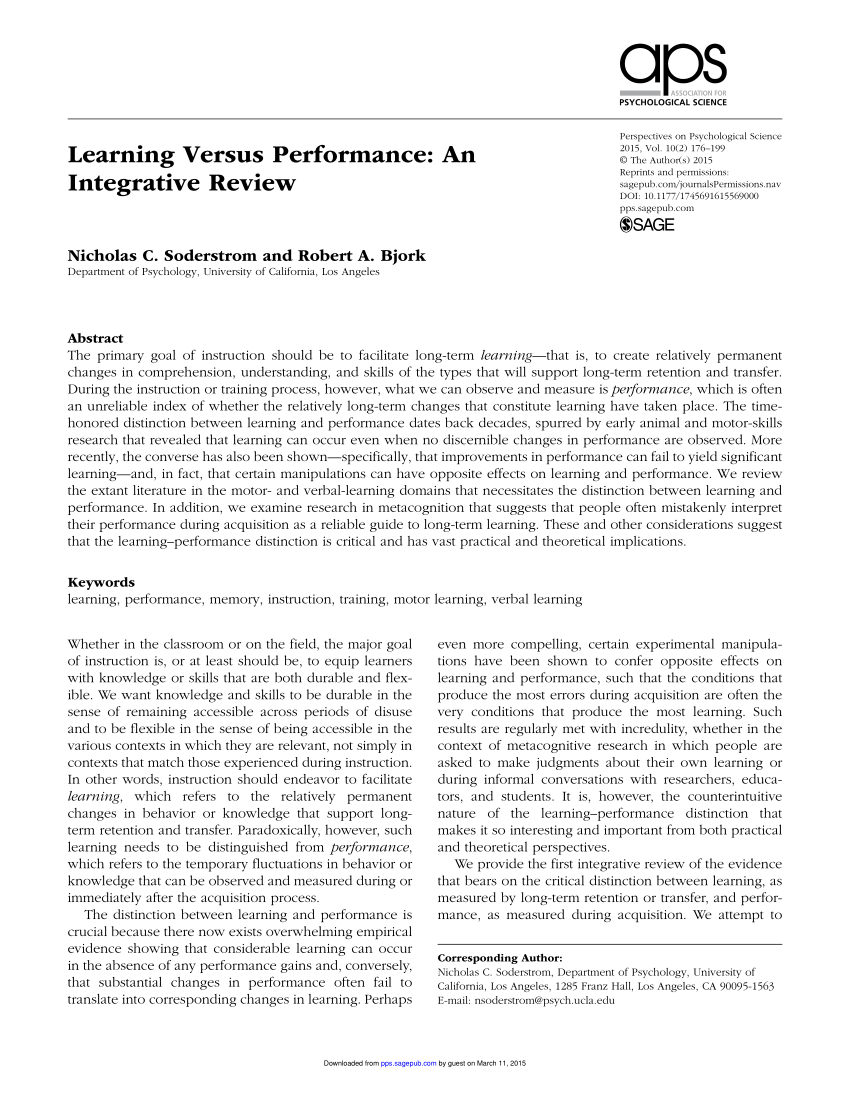 aps
ASSOCIATION FOR
PSYCHOLOGICAL SCIENCE
Learning Versus Performance: An
Integrative Review
Perspectives on Psychological Science
2015, Vol. 10(2) 176–199
© The Author(s) 2015
Reprints and permissions:
sagepub.com/journalsPermissions.nav
DOI: 10.1177/1745691615569000
pps.sagepub.com
SAGE
Nicholas C. Soderstrom and Robert A. Bjork
Department of Psychology, University of California, Los Angeles
Abstract
The primary goal of instruction should be to facilitate long-term learning—that is, to create relatively permanent
changes in comprehension, understanding, and skills of the types that will support long-term retention and transfer.
During the instruction or training process, however, what we can observe and measure is performance, which is often
an unreliable index of whether the relatively long-term changes that constitute learning have taken place. The time-
honored distinction between learning and performance dates back decades, spurred by early animal and motor-skills
research that revealed that learning can occur even when no discernible changes in performance are observed. More
recently, the converse has also been shown—specifically, that improvements in performance can fail to yield significant
learning—and, in fact, that certain manipulations can have opposite effects on learning and performance. We review
the extant literature in the motor- and verbal-learning domains that necessitates the distinction between learning and
performance. In addition, we examine research in metacognition that suggests that people often mistakenly interpret
their performance during acquisition as a reliable guide to long-term learning. These and other considerations suggest
that the learning–performance distinction is critical and has vast practical and theoretical implications.
Keywords
learning, performance, memory, instruction, training, motor learning, verbal learning
Whether in the classroom or on the field, the major goal
of instruction is, or at least should be, to equip learners
with knowledge or skills that are both durable and flex-
ible. We want knowledge and skills to be durable in the
sense of remaining accessible across periods of disuse
and to be flexible in the sense of being accessible in the
various contexts in which they are relevant, not simply in
contexts that match those experienced during instruction.
In other words, instruction should endeavor to facilitate
learning, which refers to the relatively permanent
changes in behavior or knowledge that support long-
term retention and transfer. Paradoxically, however, such
learning needs to be distinguished from performance,
which refers to the temporary fluctuations in behavior or
knowledge that can be observed and measured during or
immediately after the acquisition process.
The distinction between learning and performance is
crucial because there now exists overwhelming empirical
evidence showing that considerable learning can occur
in the absence of any performance gains and, conversely,
that substantial changes in performance often fail to
translate into corresponding changes in learning. Perhaps
even more compelling, certain experimental manipula-
tions have been shown to confer opposite effects on
learning and performance, such that the conditions that
produce the most errors during acquisition are often the
very conditions that produce the most learning. Such
results are regularly met with incredulity, whether in the
context of metacognitive research in which people are
asked to make judgments about their own learning or
during informal conversations with researchers, educa-
tors, and students. It is, however, the counterintuitive
nature of the learning–performance distinction that
makes it so interesting and important from both practical
and theoretical perspectives.
We provide the first integrative review of the evidence
that bears on the critical distinction between learning, as
measured by long-term retention or transfer, and perfor-
mance, as measured during acquisition. We attempt to
Corresponding Author:
Nicholas C. Soderstrom, Department of Psychology, University of
California, Los Angeles, 1285 Franz Hall, Los Angeles, CA 90095-1563
E-mail: nsoderstrom@psych.ucla.edu
Downloaded from pps.sagepub.com by guest on March 11, 2015